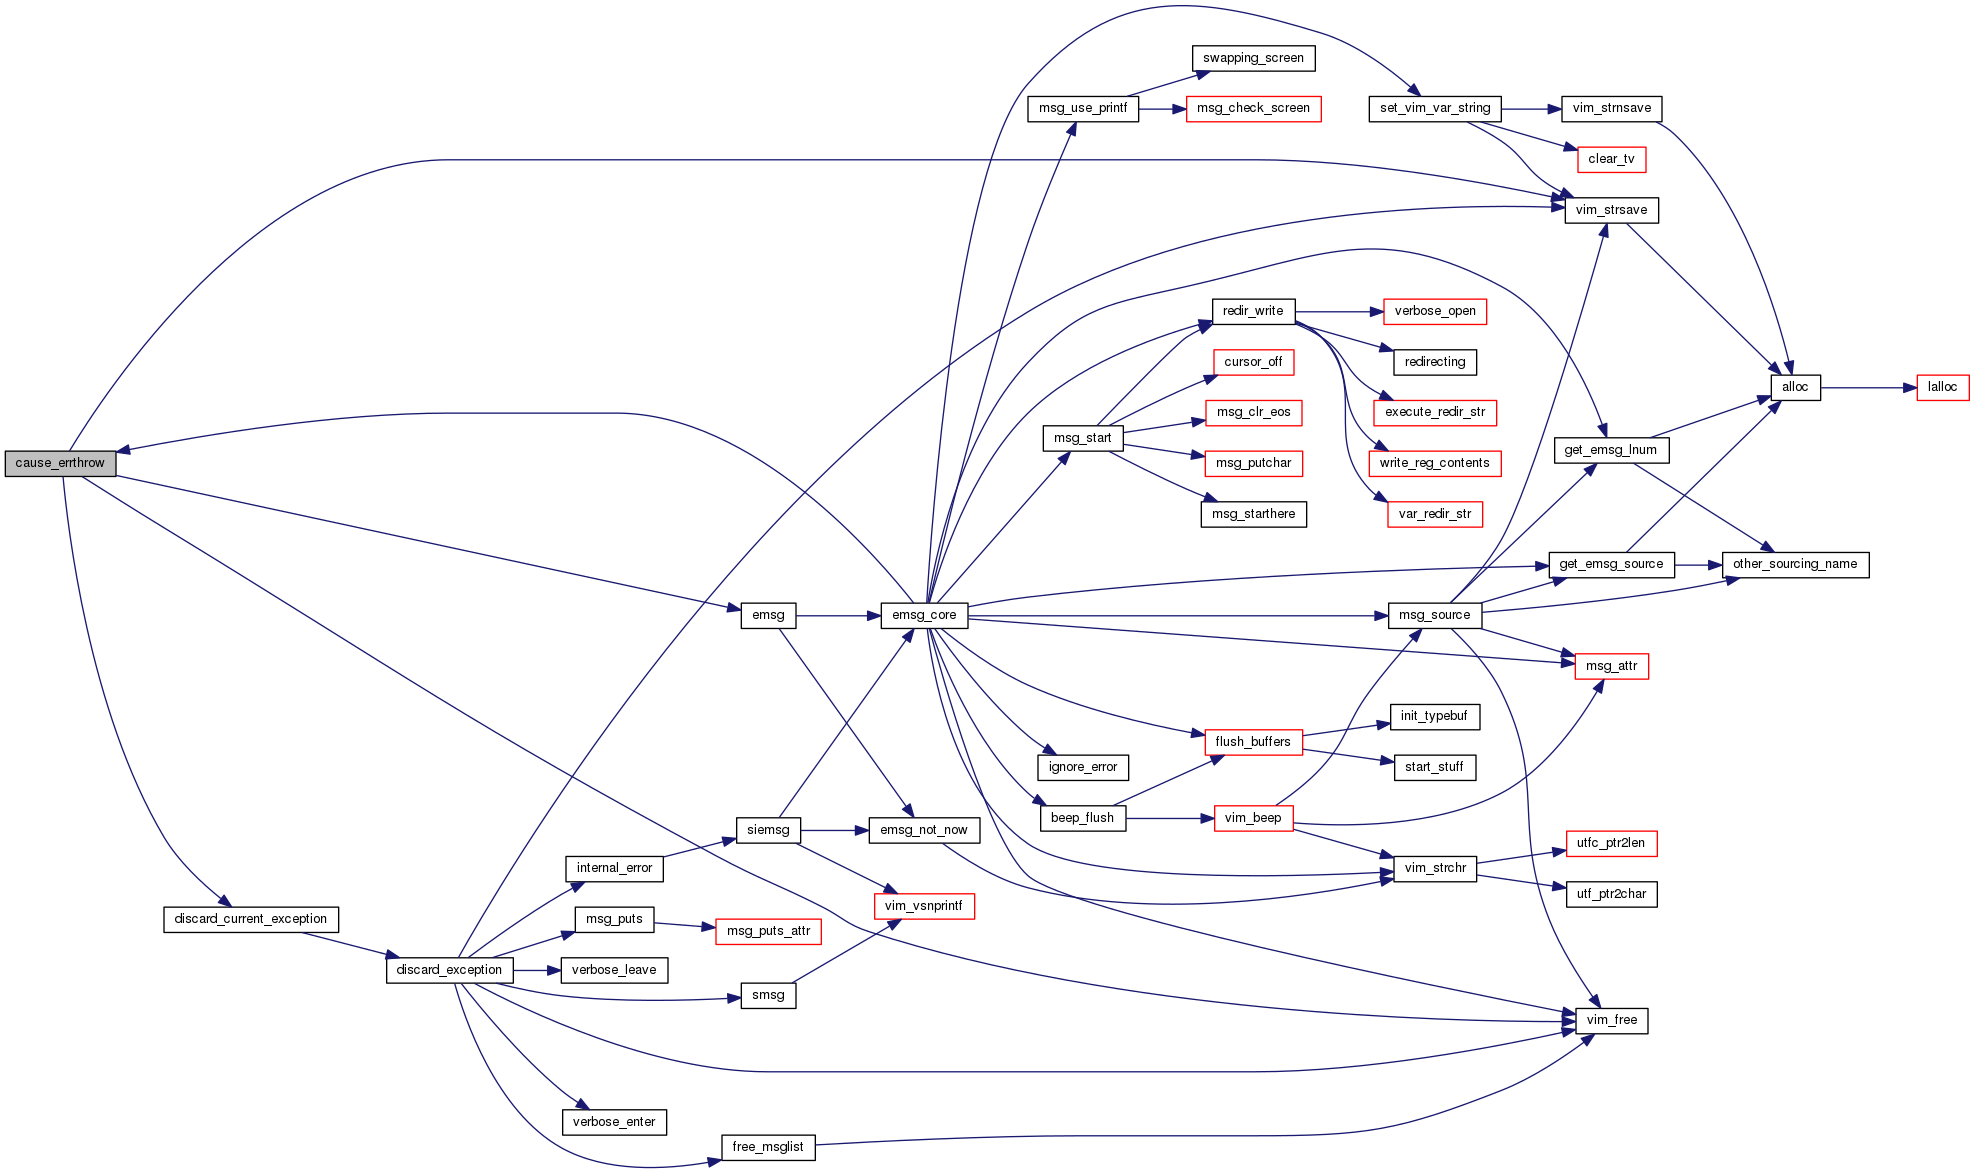 swapping_screen
msg_use_printf
msg_check_screen
set_vim_var_string
vim_strnsave
clear_tv
vim_strsave
redir_write
verbose_open
cursor_off
redirecting
alloc
lalloc
msg_clr_eos
execute_redir_str
msg_start
get_emsg_lnum
cause_errthrow
msg_putchar
write_reg_contents
msg_starthere
var_redir_str
get_emsg_source
other_sourcing_name
emsg
emsg_core
msg_source
msg_attr
init_typebuf
flush_buffers
ignore_error
start_stuff
beep_flush
vim_beep
siemsg
emsg_not_now
utfc_ptr2len
internal_error
vim_strchr
utf_ptr2char
vim_vsnprintf
discard_current_exception
msg_puts
msg_puts_attr
discard_exception
verbose_leave
smsg
vim_free
verbose_enter
free_msglist